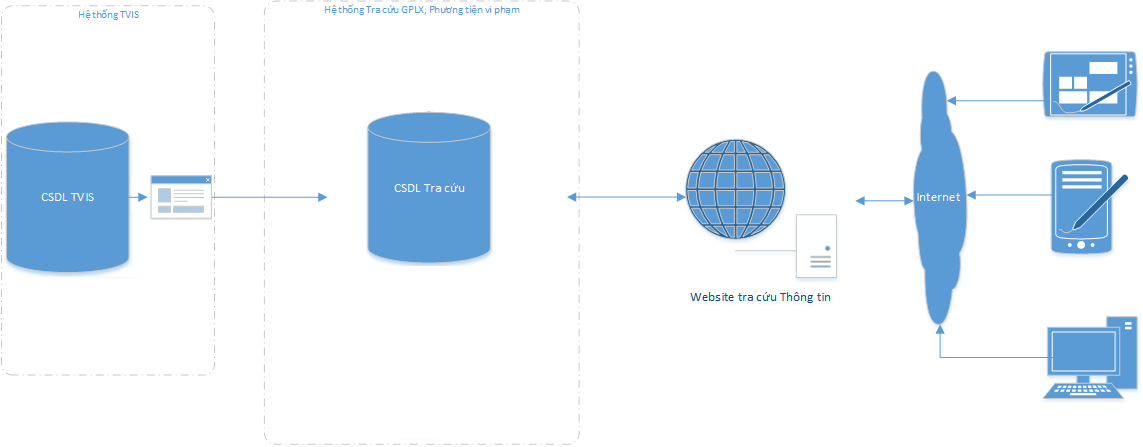 Hệ thống TVIS
Hệ thống Tra cứu GPLX, Phương tiện vi phạm
CSDL TVIS
CSDL Tra cứu
Internet
Website tra cứu Thông tin